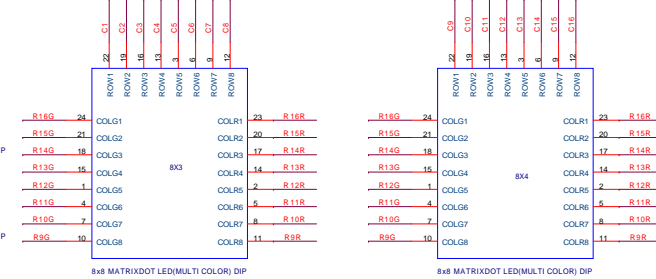 C1 C2 C3 C4 C5 C6 C7 C8
22 19 16 13 3 6 9 12
ROW1 ROW2 ROW3 ROW4 ROW5 ROW6 ROW7 ROW8
R16G 24 COLG1 COLR1 23 R16R
R15G 21 COLG2 COLR2 20 R15R
P R14G 18 COLG3 COLR3 17 R14R
8X3
R13G 15 COLG4 COLR4 14 R13R
R12G 1 COLG5 COLR5 2 R12R
R11G 4 COLG6 COLR6 5 R11R
R10G 7 COLG7 COLR7 8 R10R
P R9G 10 COLG8 COLR8 11 R9R
8x8 MATRIXDOT LED(MULTI COLOR) DIP
C9 C10 C11 C12 C13 C14 C15 C16
22 19 16 13 3 6 9 12
ROW1 ROW2 ROW3 ROW4 ROW5 ROW6 ROW7 ROW8
R16G 24 COLG1 COLR1 23 R16R
R15G 21 COLG2 COLR2 20 R15R
R14G 18 COLG3 COLR3 17 R14R
R13G 15 COLG4 COLR4 14 R13R
8X4
R12G 1 COLG5 COLR5 2 R12R
R11G 4 COLG6 COLR6 5 R11R
R10G 7 COLG7 COLR7 8 R10R
R9G 10 COLG8 COLR8 11 R9R
8x8 MATRIXDOT LED(MULTI COLOR) DIP